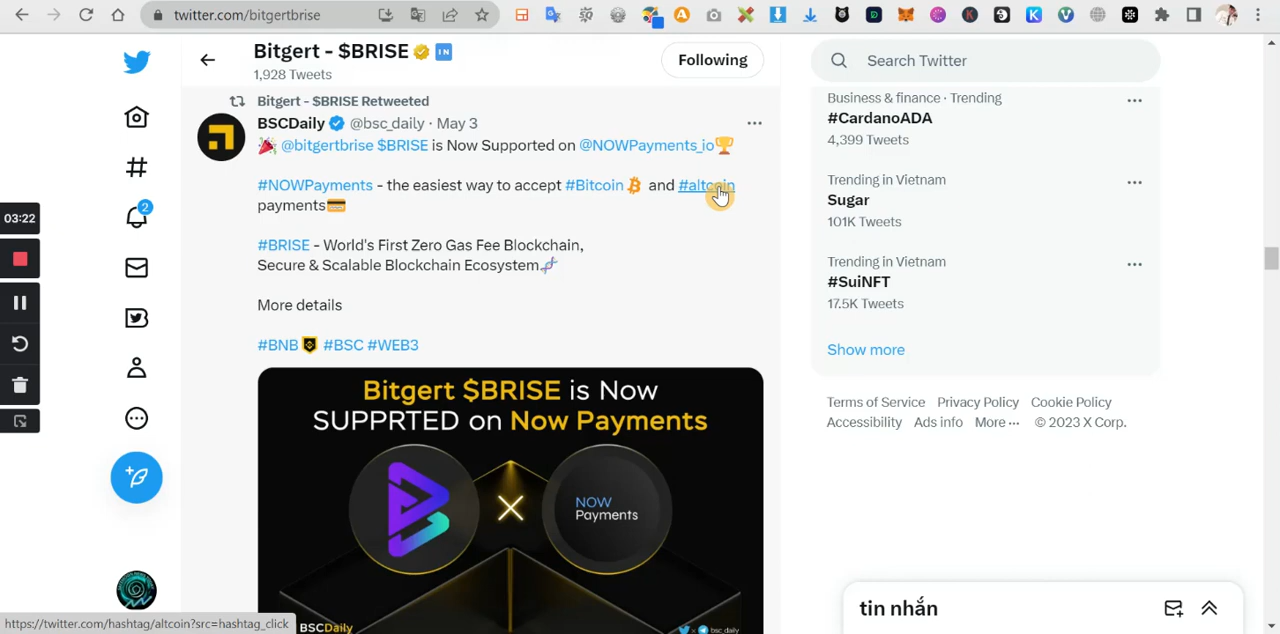 twitter.com/bitgertbrise
Bitgert - $BRISE
IN
1,928 Tweets
Following
Search Twitter
Bitgert - $BRISE Retweeted
BSCDaily @bsc_daily · May 3
@bitgertbrise $BRISE is Now Supported on @NOWPayments_io
#NOWPayments - the easiest way to accept #Bitcoin and #altcoin
payments
#BRISE - World's First Zero Gas Fee Blockchain,
Secure & Scalable Blockchain Ecosystem
More details
#BNB #BSC #WEB3
Bitgert $BRISE is Now
SUPPRTED on Now Payments
NOW
Payments
BSCDaily
bsc_daily
Business & finance · Trending
#CardanoADA
4,399 Tweets
Trending in Vietnam
Sugar
101K Tweets
Trending in Vietnam
#SuiNFT
17.5K Tweets
Show more
Terms of Service Privacy Policy Cookie Policy
Accessibility Ads info More ··· © 2023 X Corp.
03:22
2
tin nhắn
https://twitter.com/hashtag/altcoin?src=hashtag_click